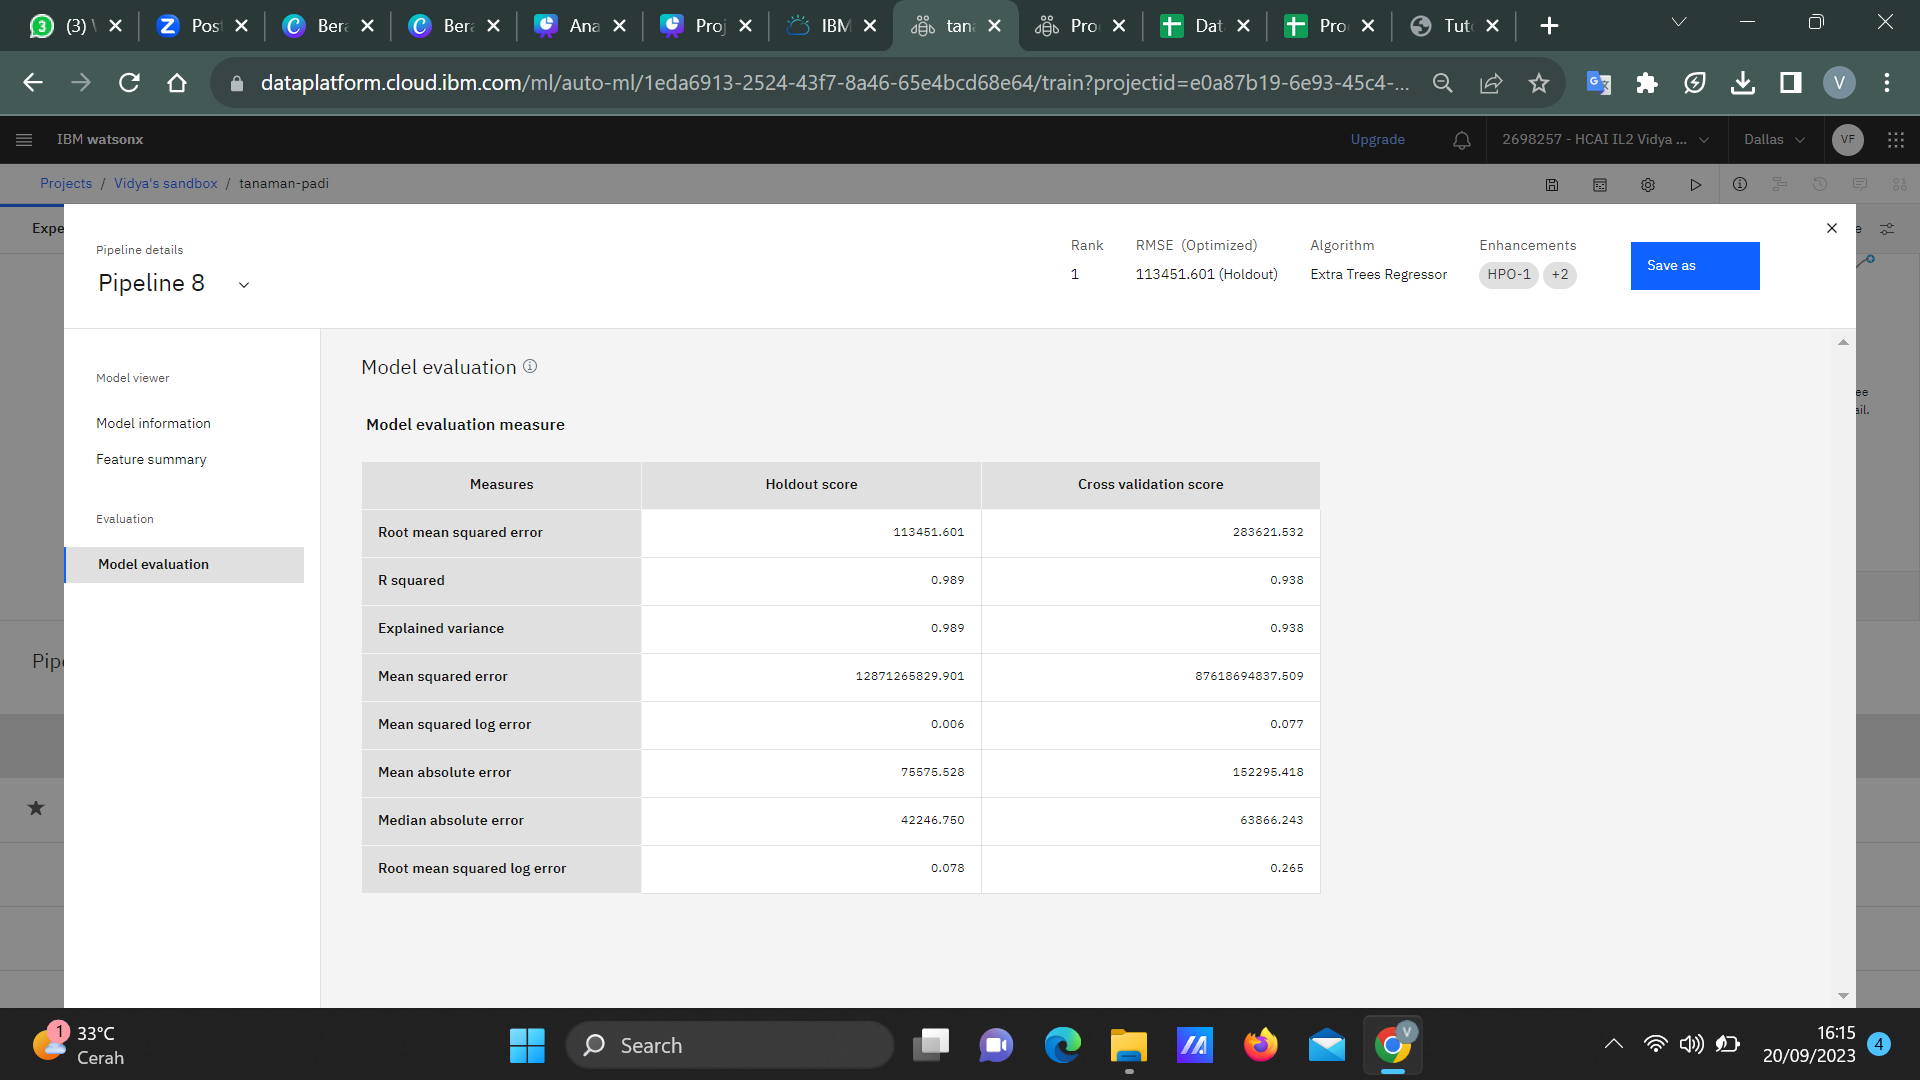 3 (3) \ Pos Ber Ber Ana Proj IBM tan Pro Dat Pro Tut
dataplatform.cloud.ibm.com/ml/auto-ml/1eda6913-2524-43f7-8a46-65e4bcd68e64/train?projectid=e0a87b19-6e93-45c4-... V
IBM watsonx Upgrade 2698257 - HCAI IL2 Vidya ... Dallas VF
Projects / Vidya's sandbox / tanaman-padi
Expe
Pipeline details
Pipeline 8
Rank RMSE (Optimized) Algorithm Enhancements
1 113451.601 (Holdout) Extra Trees Regressor HPO-1 +2
Save as
Model viewer
Model information
Feature summary
Evaluation
Model evaluation
Model evaluation
Model evaluation measure
Measures Holdout score Cross validation score
Root mean squared error 113451.601 283621.532
R squared 0.989 0.938
Explained variance 0.989 0.938
Mean squared error 12871265829.901 87618694837.509
Mean squared log error 0.006 0.077
Mean absolute error 75575.528 152295.418
Median absolute error 42246.750 63866.243
Root mean squared log error 0.078 0.265
ee
ail.
Pip
1 33°C
Cerah
Search
V
16:15
20/09/2023
4